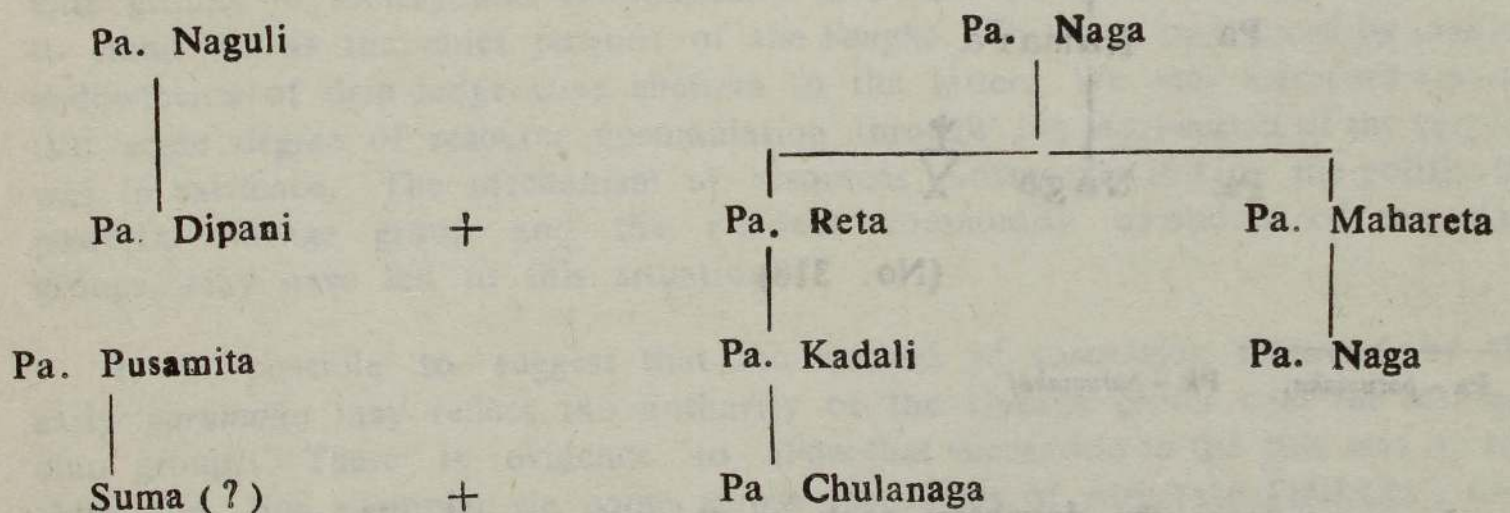 Pa. Naguli Pa. Naga
Pa. Dipani + Pa. Reta Pa. Mahareta
Pa. Pusamita Pa. Kadali Pa. Naga
Suma (?) + Pa Chulanaga